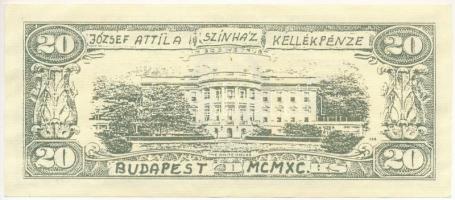 20 JÓZSEF ATTILA SZÍNHÁZ KELLÉKPÉNZE 20
THE WHITE HOUSE
20 BUDAPEST MCMXC. 20